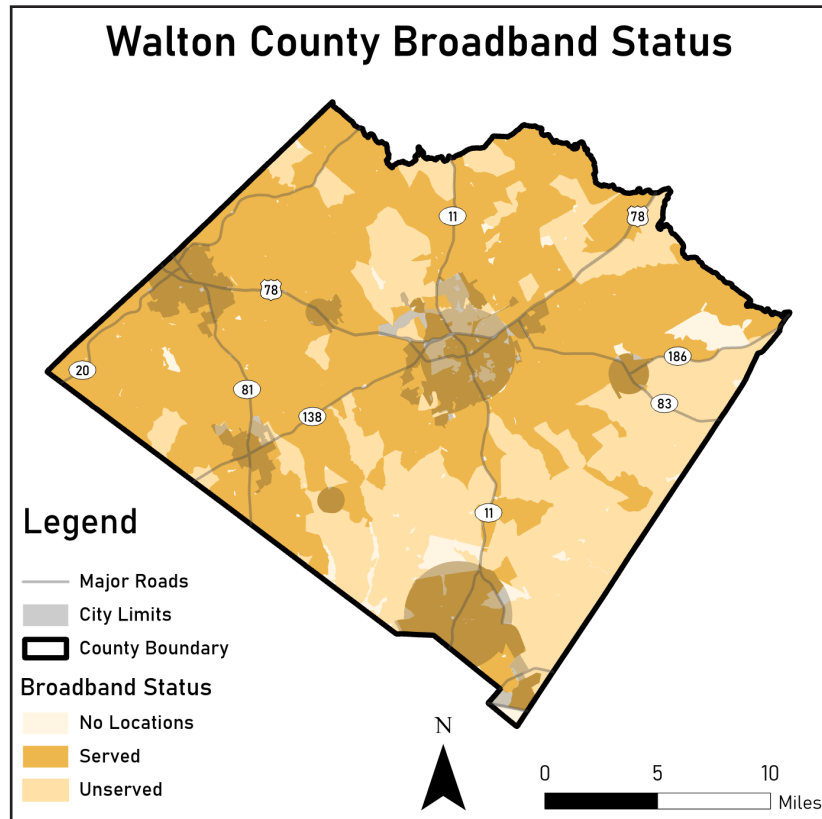 Walton County Broadband Status
11
78
78
20
81
138
186
83
11
Legend
Major Roads
City Limits
County Boundary
Broadband Status
No Locations
Served
Unserved
N
0 5 10
Miles